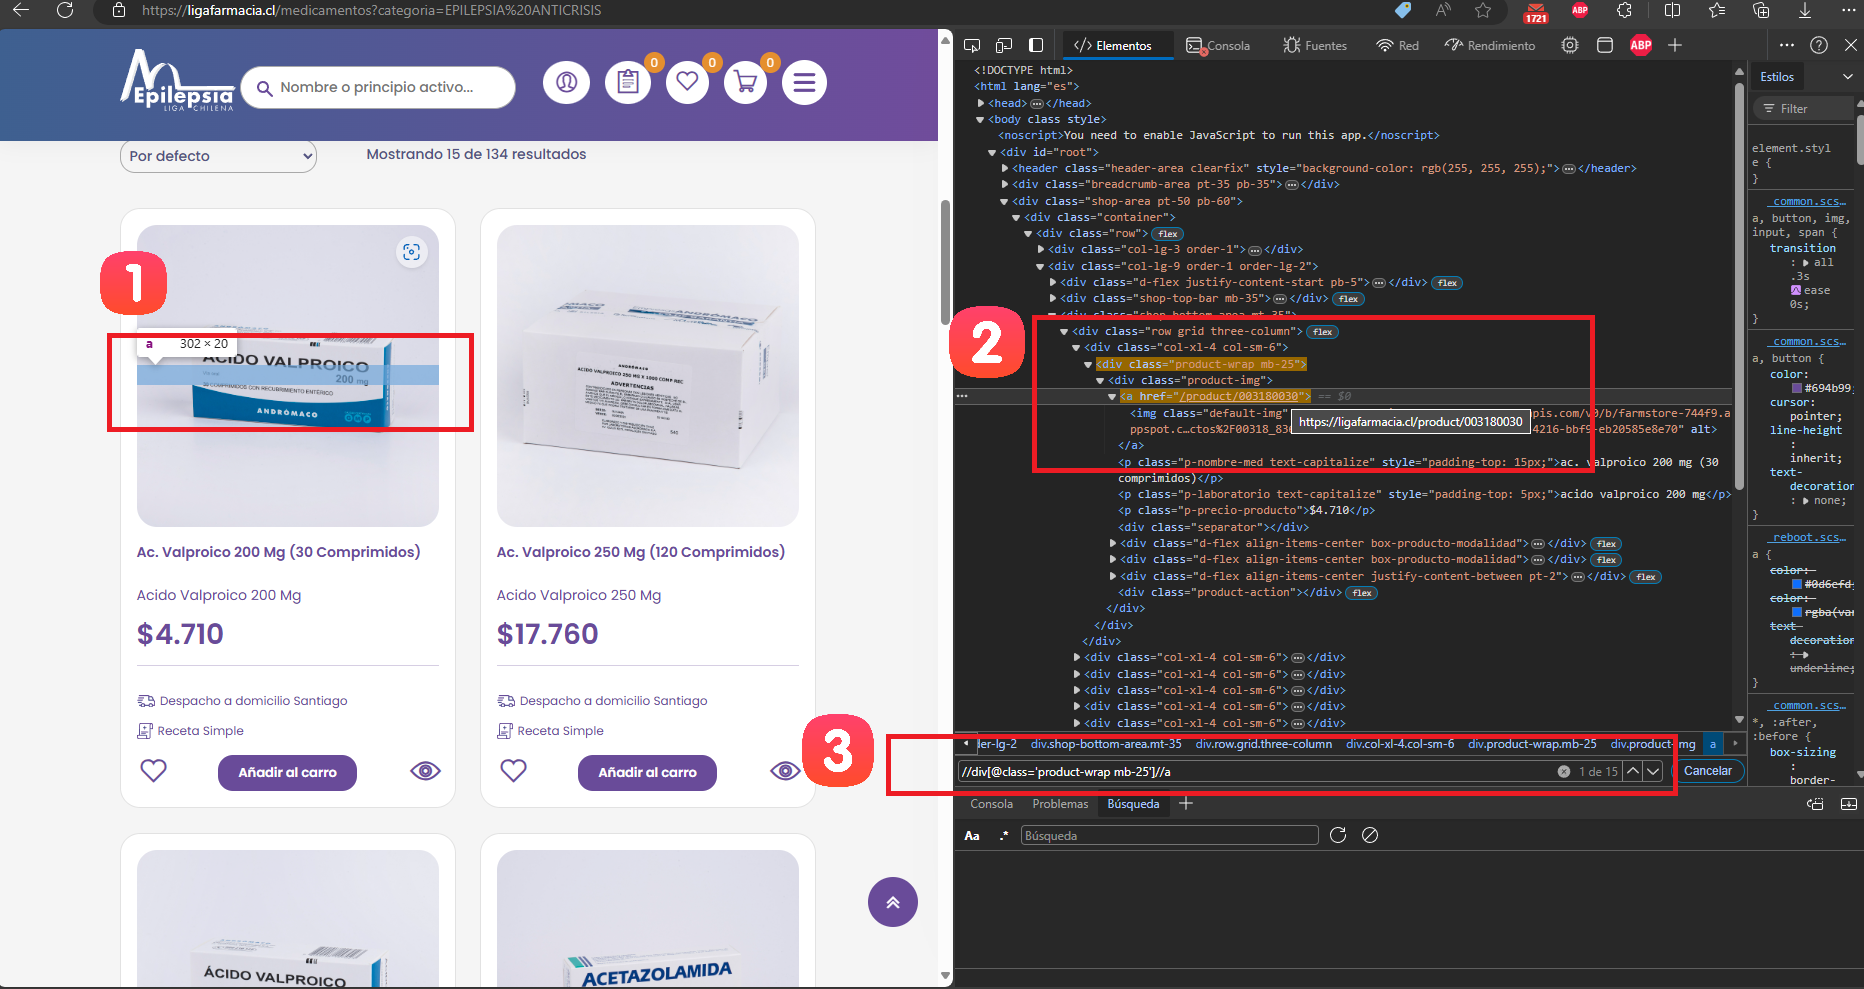 https://ligafarmacia.cl/medicamentos?categoria=EPILEPSIA%20ANTICRISIS
1721
ABP
Epilepsia
LIGA CHILENA
Nombre o principio activo...
0
0
0
Por defecto
Mostrando 15 de 134 resultados
1
a 302 × 20
ÁCIDO VALPROICO
200 mg
30 COMPRIMIDOS CON RECUBRIMIENTO ENTÉRICO
ANDRÓMACO
ANDRÓMACO
ACIDO VALPROICO 250 MG X 1000 COMP REC
ADVERTENCIAS
Ac. Valproico 200 Mg (30 Comprimidos)
Acido Valproico 200 Mg
$4.710
Despacho a domicilio Santiago
Receta Simple
Añadir al carro
Ac. Valproico 250 Mg (120 Comprimidos)
Acido Valproico 250 Mg
$17.760
Despacho a domicilio Santiago
Receta Simple
Añadir al carro
ÁCIDO VALPROICO
ACETAZOLAMIDA
Elementos
Consola
Fuentes
Red
Rendimiento
ABP
<!DOCTYPE html>
<html lang="es">
<head> ⋯ </head>
<body class style>
<noscript>You need to enable JavaScript to run this app.</noscript>
<div id="root">
<header class="header-area clearfix" style="background-color: rgb(255, 255, 255);"> ⋯ </header>
<div class="breadcrumb-area pt-35 pb-35"> ⋯ </div>
<div class="shop-area pt-50 pb-60">
<div class="container">
<div class="row"> flex
<div class="col-lg-3 order-1"> ⋯ </div>
<div class="col-lg-9 order-1 order-lg-2">
<div class="d-flex justify-content-start pb-5"> ⋯ </div> flex
<div class="shop-top-bar mb-35"> ⋯ </div> flex
<div class="shop-bottom-area mt-35">
2
<div class="row grid three-column"> flex
<div class="col-xl-4 col-sm-6">
<div class="product-wrap mb-25">
<div class="product-img">
<a href="/product/003180030"> == $0
<img class="default-img" pis.com/v0/b/farmstore-744f9.a
ppspot.c…ctos%2F00318_83 4216-bbf9-eb20585e8e70" alt>
https://ligafarmacia.cl/product/003180030
</a>
<p class="p-nombre-med text-capitalize" style="padding-top: 15px;">ac. valproico 200 mg (30
comprimidos)</p>
<p class="p-laboratorio text-capitalize" style="padding-top: 5px;">acido valproico 200 mg</p>
<p class="p-precio-producto">$4.710</p>
<div class="separator"></div>
<div class="d-flex align-items-center box-producto-modalidad"> ⋯ </div> flex
<div class="d-flex align-items-center box-producto-modalidad"> ⋯ </div> flex
<div class="d-flex align-items-center justify-content-between pt-2"> ⋯ </div> flex
<div class="product-action"></div> flex
</div>
</div>
</div>
<div class="col-xl-4 col-sm-6"> ⋯ </div>
<div class="col-xl-4 col-sm-6"> ⋯ </div>
<div class="col-xl-4 col-sm-6"> ⋯ </div>
<div class="col-xl-4 col-sm-6"> ⋯ </div>
<div class="col-xl-4 col-sm-6"> ⋯ </div>
3
der-lg-2 div.shop-bottom-area.mt-35 div.row.grid.three-column div.col-xl-4.col-sm-6 div.product-wrap.mb-25 div.product-img a
//div[@class='product-wrap mb-25']//a
1 de 15
Cancelar
Consola
Problemas
Búsqueda
Aa .* Búsqueda
Estilos
Filter
element.styl
e {
}
common.scs…
a, button, img,
input, span {
transition
: all
.3s
ease
0s;
}
common.scs…
a, button {
color:
#694b99;
cursor:
pointer;
line-height
:
inherit;
text-
decoration
: none;
}
reboot.scs…
a {
color:
#0d6efd;
color:
rgba(var
text-
decoration
:
underline;
}
common.scs…
*, :after,
:before {
box-sizing
:
border-